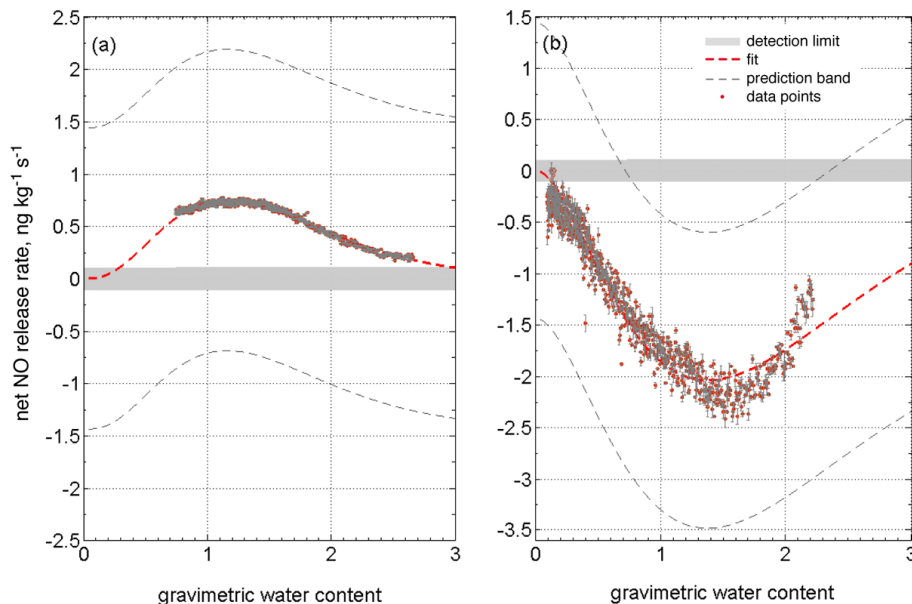 (a)
net NO release rate, ng kg⁻¹ s⁻¹
2.5
2
1.5
1
0.5
0
-0.5
-1
-1.5
-2
-2.5
0 1 2 3
gravimetric water content
(b)
detection limit
fit
prediction band
data points
1.5
1
0.5
0
-0.5
-1
-1.5
-2
-2.5
-3
-3.5
0 1 2 3
gravimetric water content